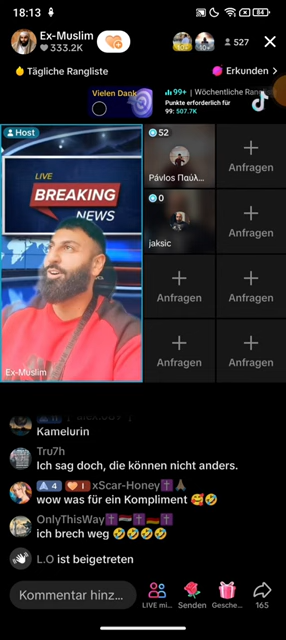 18:13
84
Ex-Muslim
333.2K
10+
527
Tägliche Rangliste
Erkunden >
Vielen Dank
99+ | Wöchentliche Rang
Punkte erforderlich für
99: 507.7K
Host
LIVE
BREAKING
NEWS
Ex-Muslim
52
Pávlos Παύλ...
0
jaksic
Anfragen
Anfragen
Anfragen
Anfragen
Anfragen
Anfragen
Kamelurin
Tru7h
Ich sag doch, die können nicht anders.
4 1 xScar-Honey
wow was für ein Kompliment 🥰🤣
OnlyThisWay
ich brech weg 🤣🤣🤣🤣
L.O ist beigetreten
Kommentar hinz...
LIVE mi...
Senden
Gesche...
165